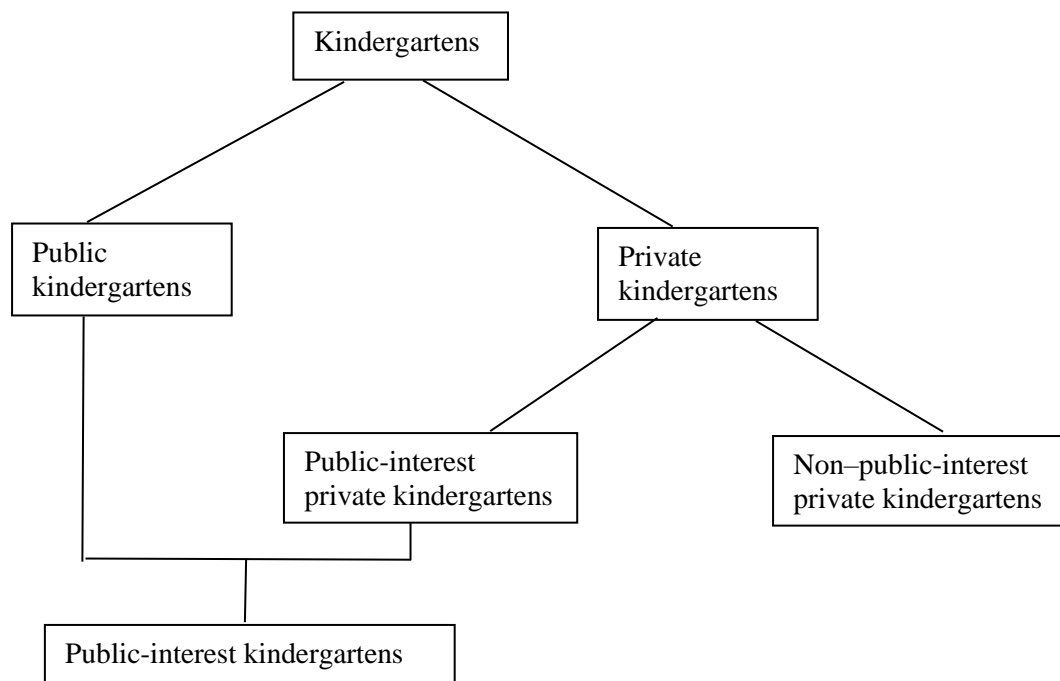 Kindergartens
Public
kindergartens
Private
kindergartens
Public-interest
private kindergartens
Non–public-interest
private kindergartens
Public-interest kindergartens